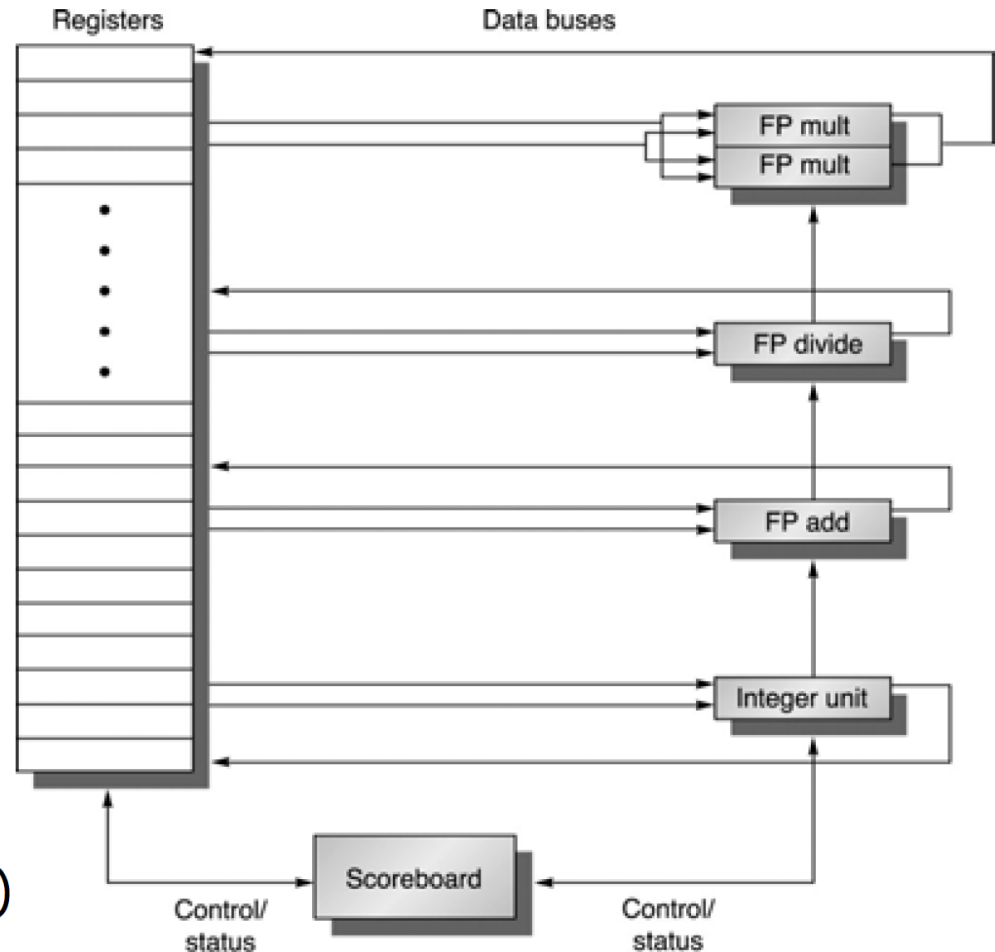 Registers
Data buses
FP mult
FP mult
FP divide
FP add
Integer unit
Scoreboard
Control/
status
Control/
status
)